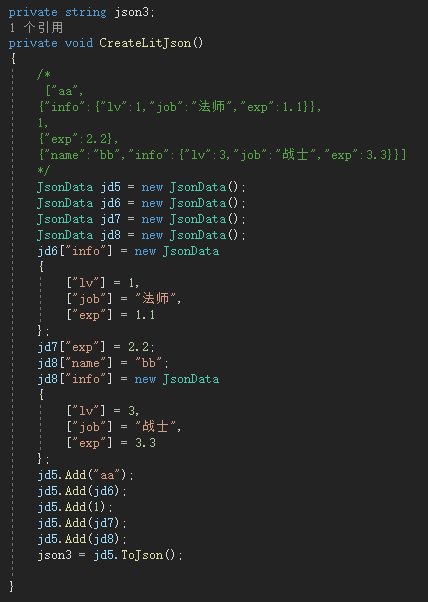 private string json3;
1 个引用
private void CreateLitJson()
{
/*
["aa",
{"info":{"lv":1,"job":"法师","exp":1.1}},
1,
{"exp":2.2},
{"name":"bb","info":{"lv":3,"job":"战士","exp":3.3}}]
*/
JsonData jd5 = new JsonData();
JsonData jd6 = new JsonData();
JsonData jd7 = new JsonData();
JsonData jd8 = new JsonData();
jd6["info"] = new JsonData
{
["lv"] = 1,
["job"] = "法师",
["exp"] = 1.1
};
jd7["exp"] = 2.2;
jd8["name"] = "bb";
jd8["info"] = new JsonData
{
["lv"] = 3,
["job"] = "战士",
["exp"] = 3.3
};
jd5.Add("aa");
jd5.Add(jd6);
jd5.Add(1);
jd5.Add(jd7);
jd5.Add(jd8);
json3 = jd5.ToJson();
}